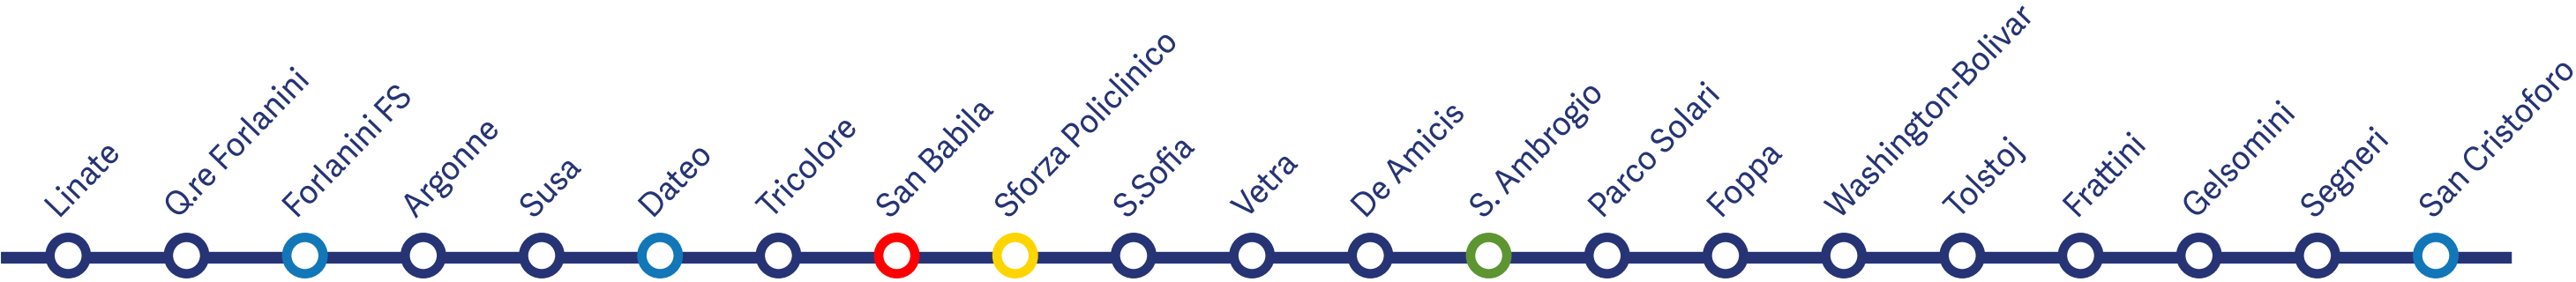 Linate
Q.re Forlanini
Forlanini FS
Argonne
Susa
Dateo
Tricolore
San Babila
Sforza Policlinico
S.Sofia
Vetra
De Amicis
S. Ambrogio
Parco Solari
Foppa
Washington-Bolivar
Tolstoj
Frattini
Gelsomini
Segneri
San Cristoforo